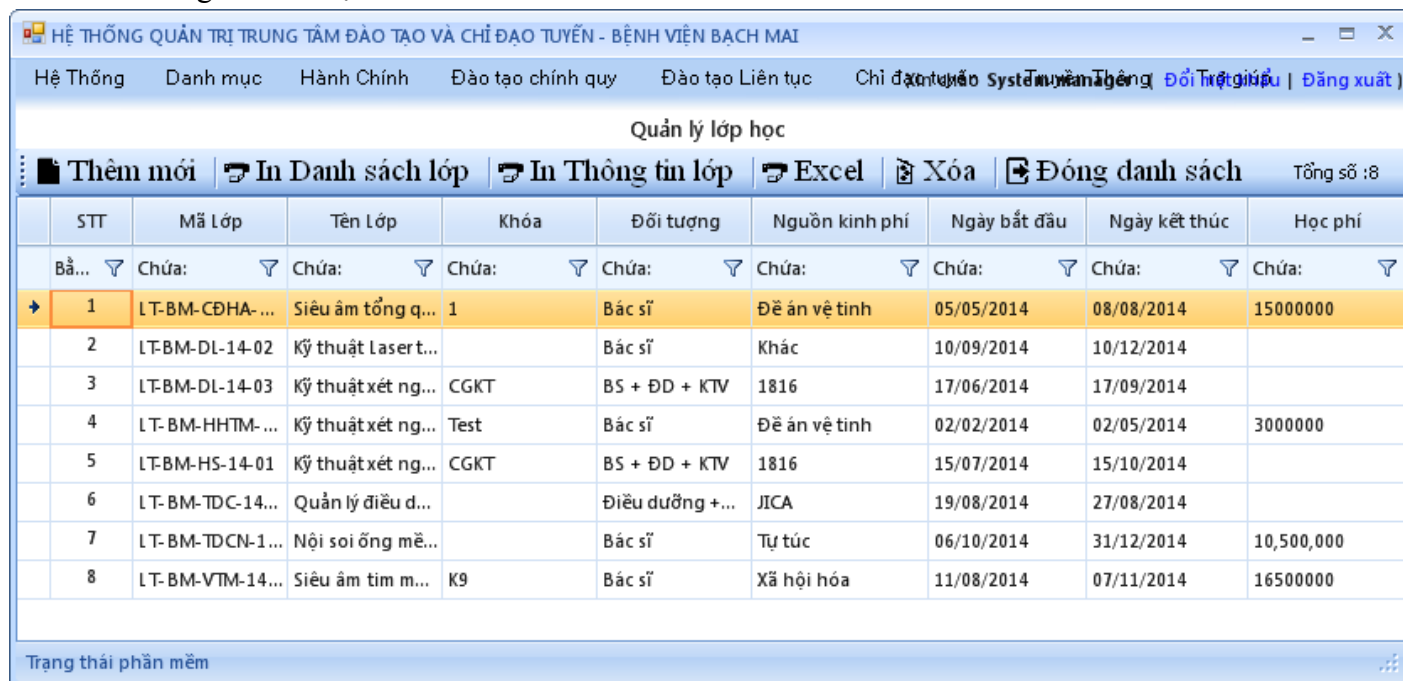 HỆ THỐNG QUẢN TRỊ TRUNG TÂM ĐÀO TẠO VÀ CHỈ ĐẠO TUYẾN - BỆNH VIỆN BẠCH MAI
Hệ Thống Danh mục Hành Chính Đào tạo chính quy Đào tạo Liên tục Chỉ đạo tuyến Truyền Thông Trợ giúp
System manager ( Đổi mật khẩu | Đăng xuất )
Quản lý lớp học
Thêm mới In Danh sách lớp In Thông tin lớp Excel Xóa Đóng danh sách Tổng số :8
STT Mã Lớp Tên Lớp Khóa Đối tượng Nguồn kinh phí Ngày bắt đầu Ngày kết thúc Học phí
Bằ... Chứa: Chứa: Chứa: Chứa: Chứa: Chứa: Chứa: Chứa:
1 LT-BM-CĐHA-... Siêu âm tổng q... 1 Bác sĩ Đề án vệ tinh 05/05/2014 08/08/2014 15000000
2 LT-BM-DL-14-02 Kỹ thuật Laser t... Bác sĩ Khác 10/09/2014 10/12/2014
3 LT-BM-DL-14-03 Kỹ thuật xét ng... CGKT BS + ĐD + KTV 1816 17/06/2014 17/09/2014
4 LT-BM-HHTM-... Kỹ thuật xét ng... Test Bác sĩ Đề án vệ tinh 02/02/2014 02/05/2014 3000000
5 LT-BM-HS-14-01 Kỹ thuật xét ng... CGKT BS + ĐD + KTV 1816 15/07/2014 15/10/2014
6 LT-BM-TDC-14... Quản lý điều d... Điều dưỡng +... JICA 19/08/2014 27/08/2014
7 LT-BM-TDCN-1... Nội soi ống mề... Bác sĩ Tự túc 06/10/2014 31/12/2014 10,500,000
8 LT-BM-VTM-14... Siêu âm tim m... K9 Bác sĩ Xã hội hóa 11/08/2014 07/11/2014 16500000
Trạng thái phần mềm